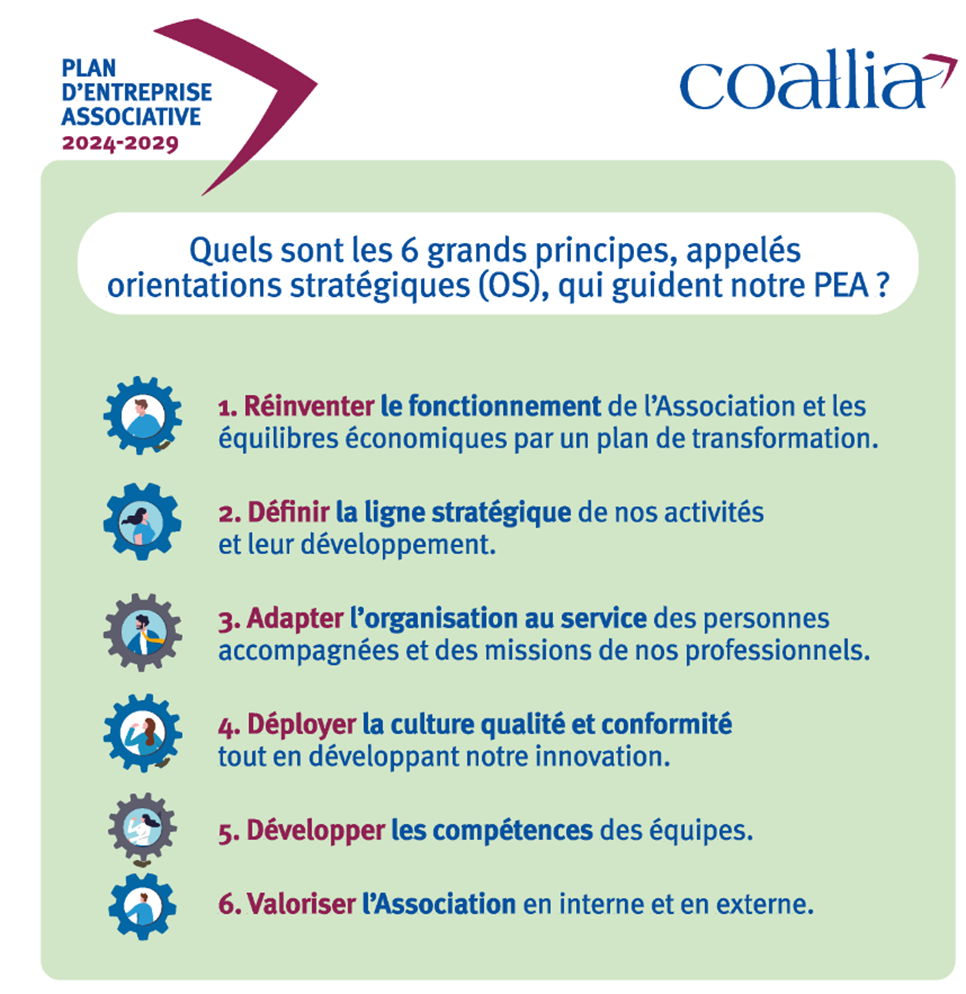 PLAN
D'ENTREPRISE
ASSOCIATIVE
2024-2029
coallia
Quels sont les 6 grands principes, appelés
orientations stratégiques (OS), qui guident notre PEA ?
1. Réinventer le fonctionnement de l'Association et les
équilibres économiques par un plan de transformation.
2. Définir la ligne stratégique de nos activités
et leur développement.
3. Adapter l'organisation au service des personnes
accompagnées et des missions de nos professionnels.
4. Déployer la culture qualité et conformité
tout en développant notre innovation.
5. Développer les compétences des équipes.
6. Valoriser l'Association en interne et en externe.